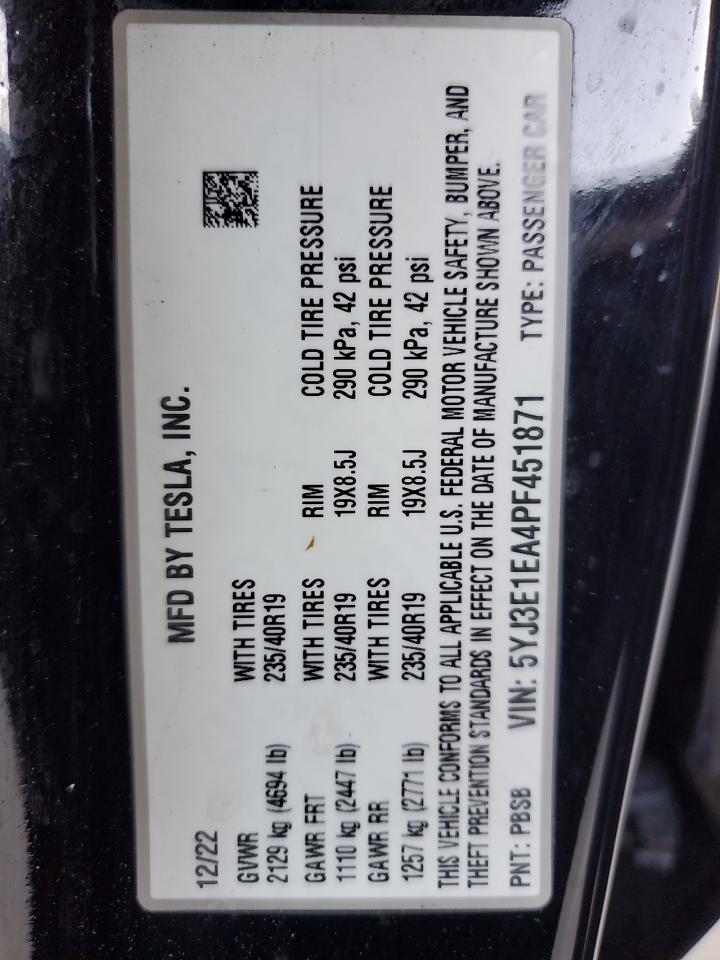 MFD BY TESLA, INC.
12/22
GVWR WITH TIRES
2129 kg (4694 lb) 235/40R19
GAWR FRT WITH TIRES RIM COLD TIRE PRESSURE
1110 kg (2447 lb) 235/40R19 19X8.5J 290 kPa, 42 psi
GAWR RR WITH TIRES RIM COLD TIRE PRESSURE
1257 kg (2771 lb) 235/40R19 19X8.5J 290 kPa, 42 psi
THIS VEHICLE CONFORMS TO ALL APPLICABLE U.S. FEDERAL MOTOR VEHICLE SAFETY, BUMPER, AND
THEFT PREVENTION STANDARDS IN EFFECT ON THE DATE OF MANUFACTURE SHOWN ABOVE.
PNT: PBSB VIN: 5YJ3E1EA4PF451871 TYPE: PASSENGER CAR